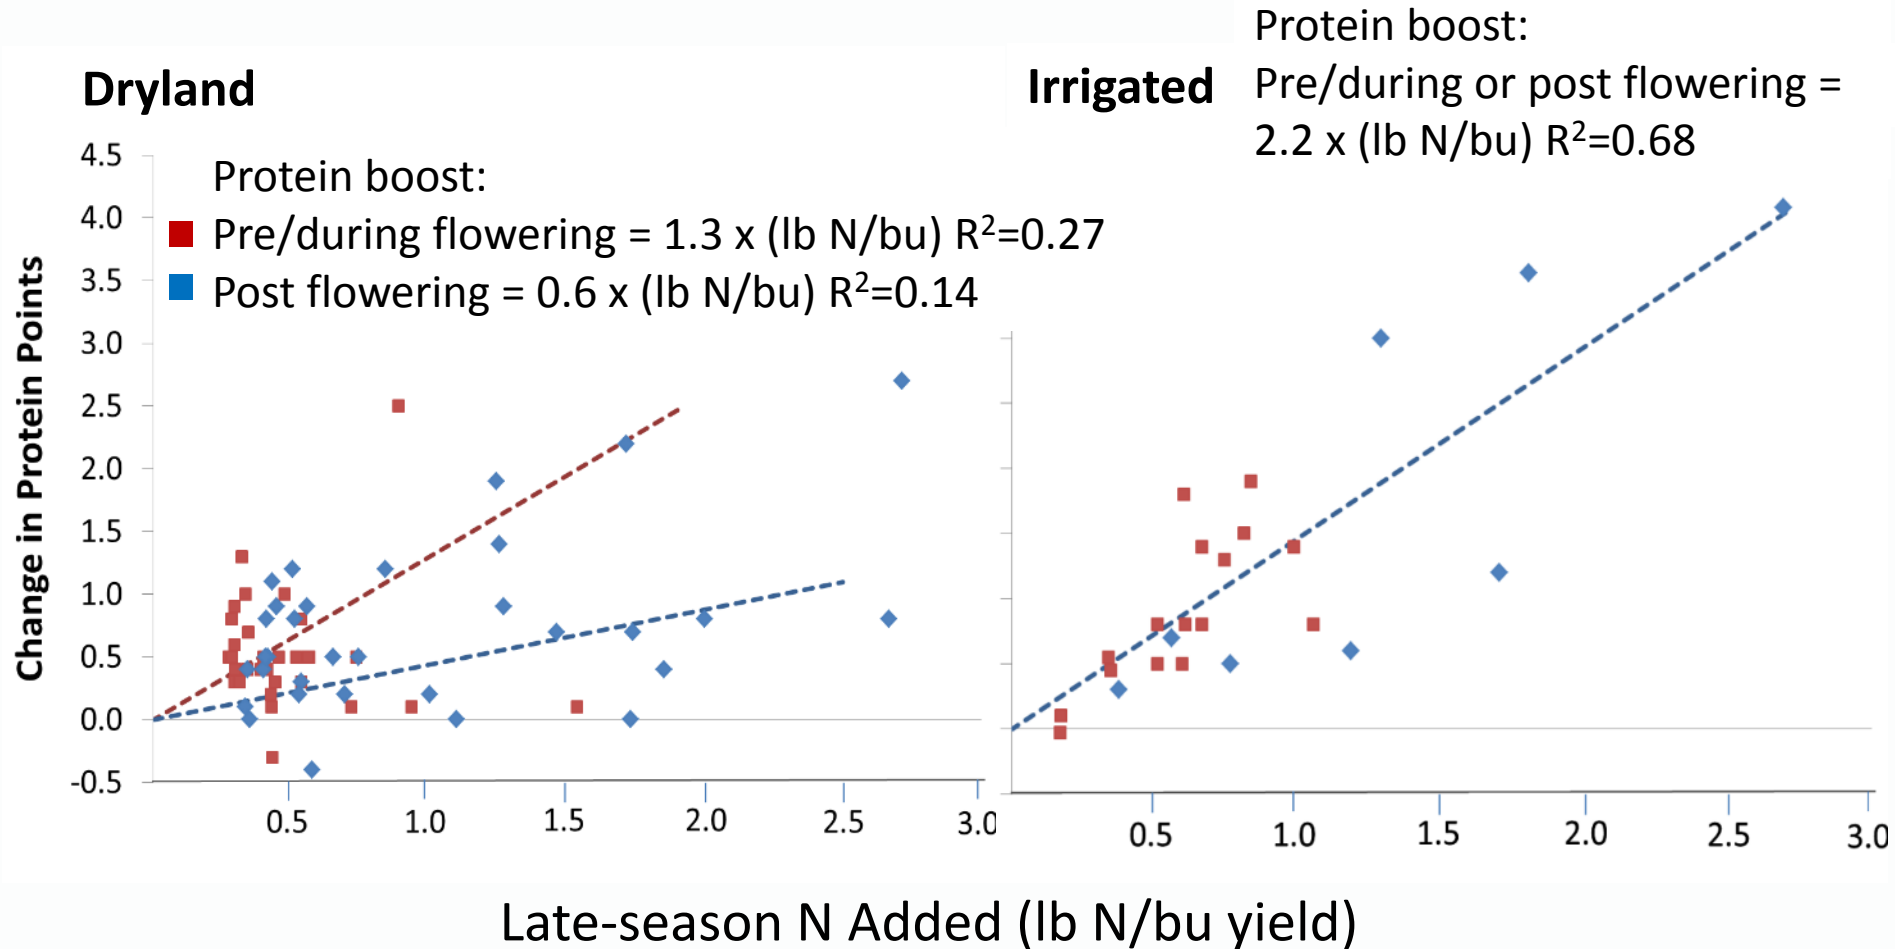 Protein boost:
Dryland
Irrigated
Pre/during or post flowering =
2.2 x (lb N/bu) R²=0.68
Protein boost:
Pre/during flowering = 1.3 x (lb N/bu) R²=0.27
Post flowering = 0.6 x (lb N/bu) R²=0.14
Change in Protein Points
4.5
4.0
3.5
3.0
2.5
2.0
1.5
1.0
0.5
0.0
-0.5
0.5 1.0 1.5 2.0 2.5 3.0
0.5 1.0 1.5 2.0 2.5 3.0
Late-season N Added (lb N/bu yield)